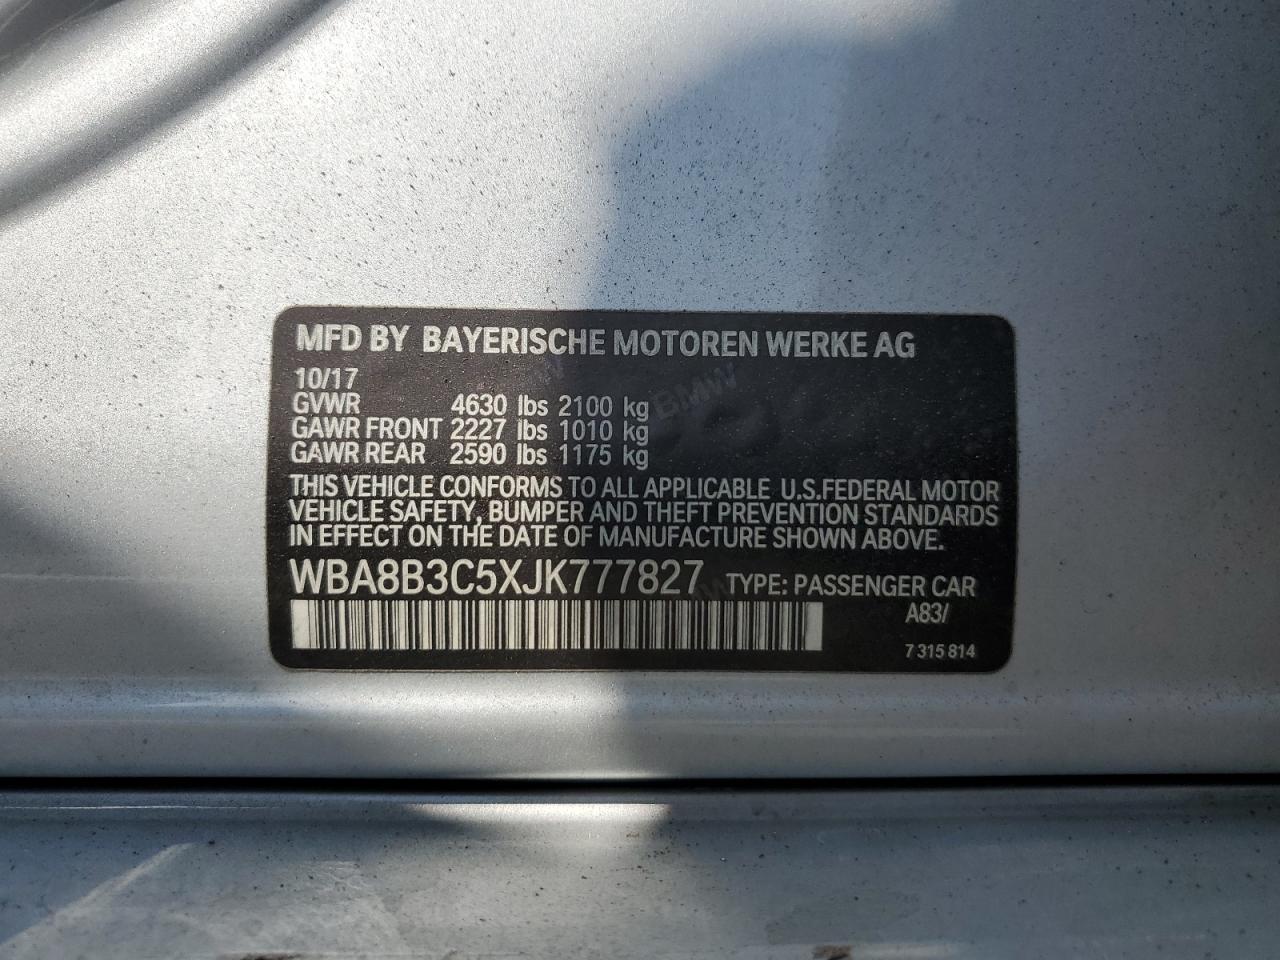 MFD BY BAYERISCHE MOTOREN WERKE AG
10/17
GVWR 4630 lbs 2100 kg
GAWR FRONT 2227 lbs 1010 kg
GAWR REAR 2590 lbs 1175 kg
THIS VEHICLE CONFORMS TO ALL APPLICABLE U.S.FEDERAL MOTOR
VEHICLE SAFETY, BUMPER AND THEFT PREVENTION STANDARDS
IN EFFECT ON THE DATE OF MANUFACTURE SHOWN ABOVE.
WBA8B3C5XJK777827 TYPE: PASSENGER CAR
A83/
7 315 814
BMW